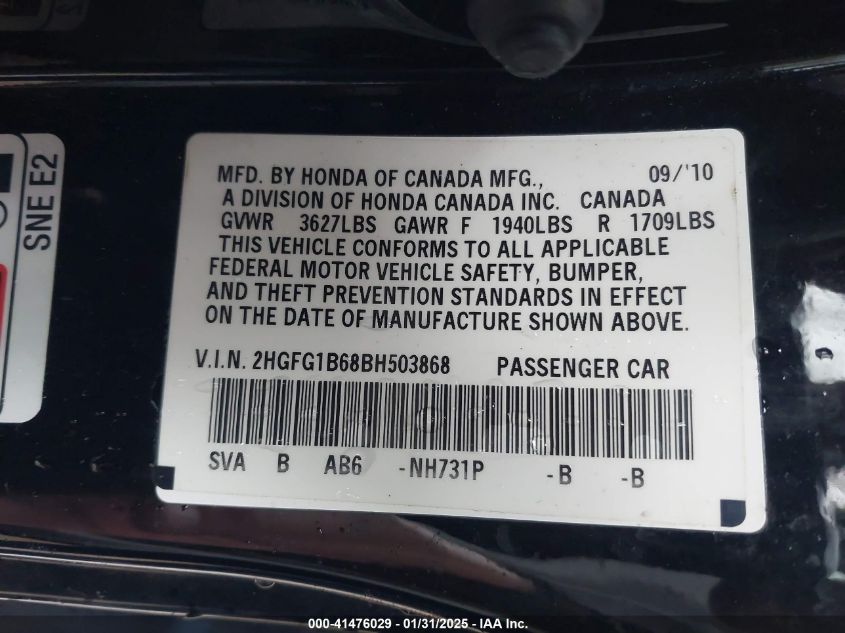 SNE E2
MFD. BY HONDA OF CANADA MFG., 09/'10
A DIVISION OF HONDA CANADA INC. CANADA
GVWR 3627LBS GAWR F 1940LBS R 1709LBS
THIS VEHICLE CONFORMS TO ALL APPLICABLE
FEDERAL MOTOR VEHICLE SAFETY, BUMPER,
AND THEFT PREVENTION STANDARDS IN EFFECT
ON THE DATE OF MANUFACTURE SHOWN ABOVE.
V.I.N. 2HGFG1B68BH503868 PASSENGER CAR
SVA B AB6 -NH731P -B -B
000-41476029 - 01/31/2025 - IAA Inc.